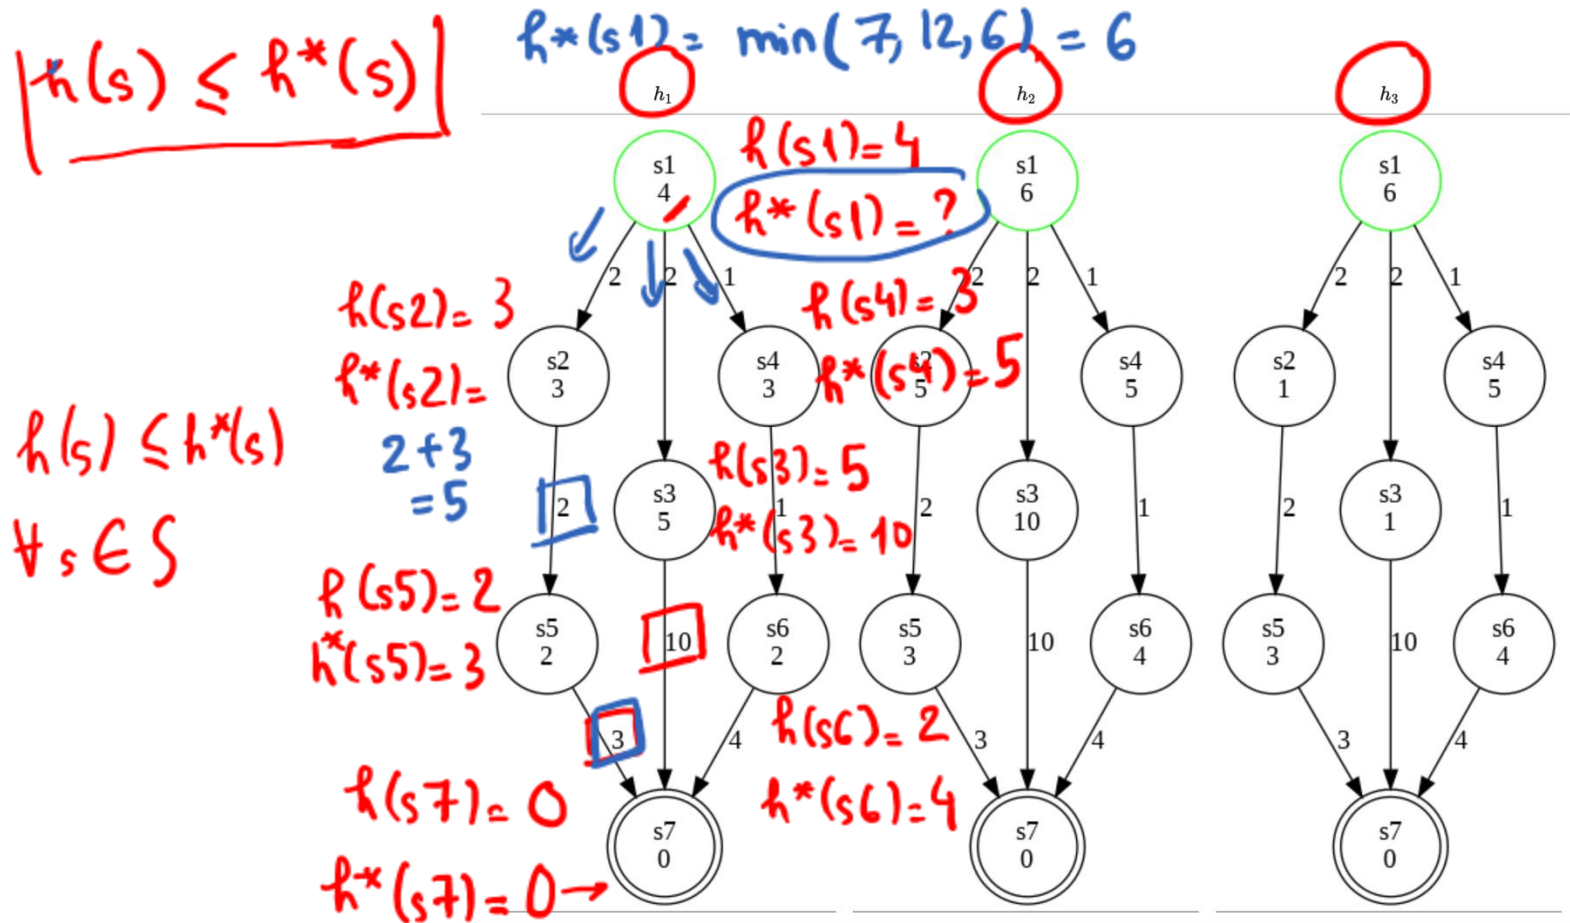 h*(s1) = min(7, 12, 6) = 6
h(s) ≤ h*(s)
h₁
h₂
h₃
s1
4
h(s1)= 4
h*(s1) = ?
s1
6
s1
6
2
2
1
2
2
1
2
2
1
h(s2)= 3
h*(s2)=
2+3
=5
s2
3
s4
3
h(s4) = 3
h*(s4) = 5
5
s4
5
s2
1
s4
5
h(s) ≤ h*(s)
∀ s ∈ S
2
s3
5
h(s3)= 5
h*(s3)= 10
1
2
s3
10
1
2
s3
1
1
h(s5)= 2
h*(s5)= 3
s5
2
10
s6
2
s5
3
10
s6
4
s5
3
10
s6
4
3
4
h(s6)= 2
h*(s6)= 4
3
4
3
4
h(s7)= 0
h*(s7) = 0 →
s7
0
s7
0
s7
0